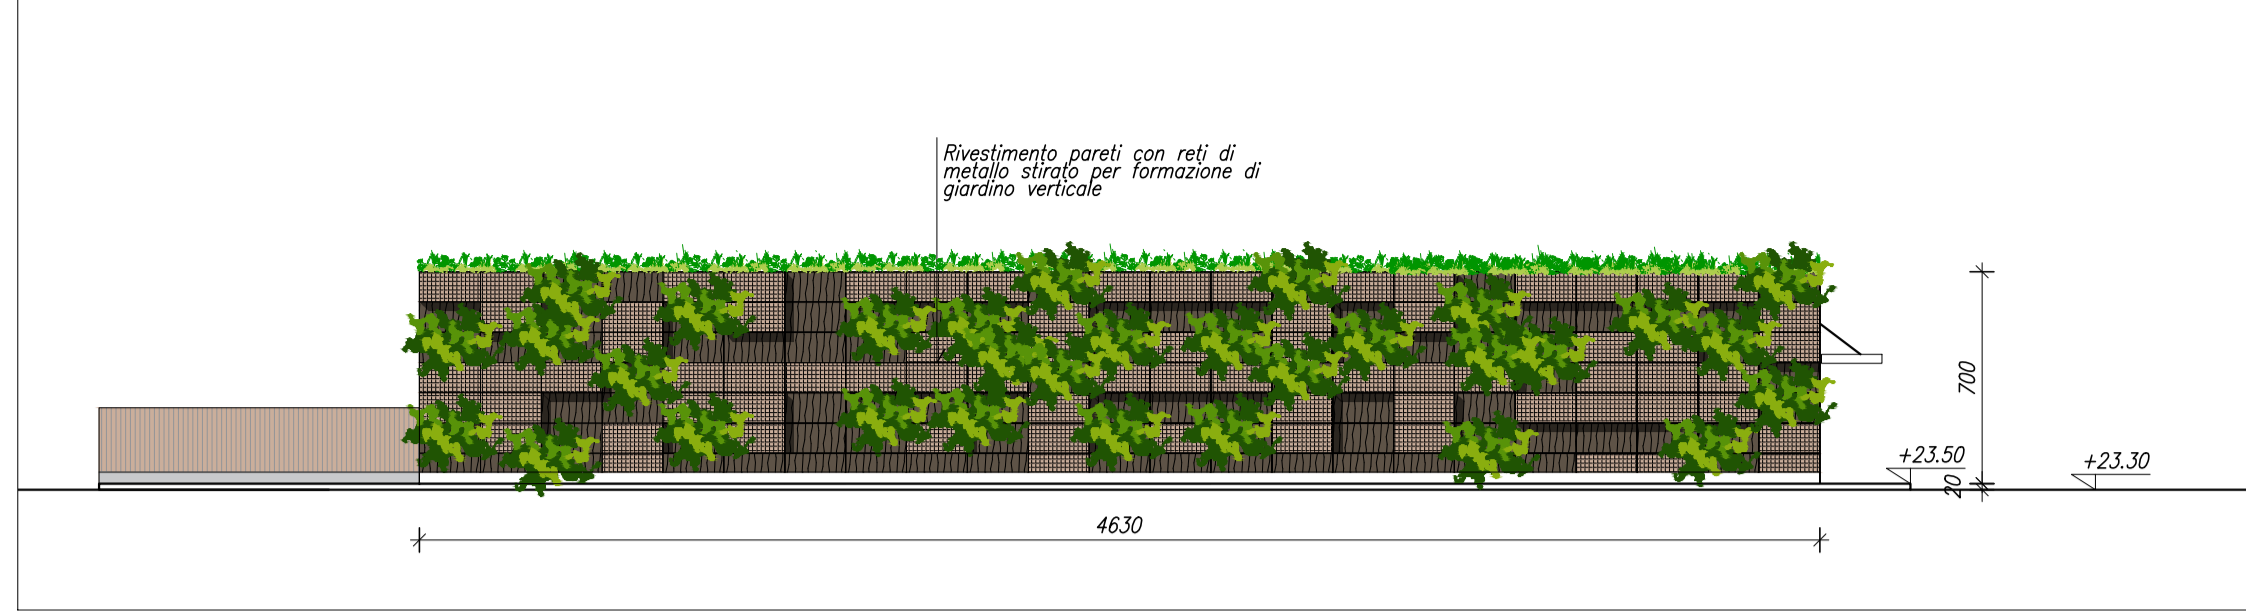 Rivestimento pareti con reti di
metallo stirato per formazione di
giardino verticale
700
+23.50
+23.30
20
4630